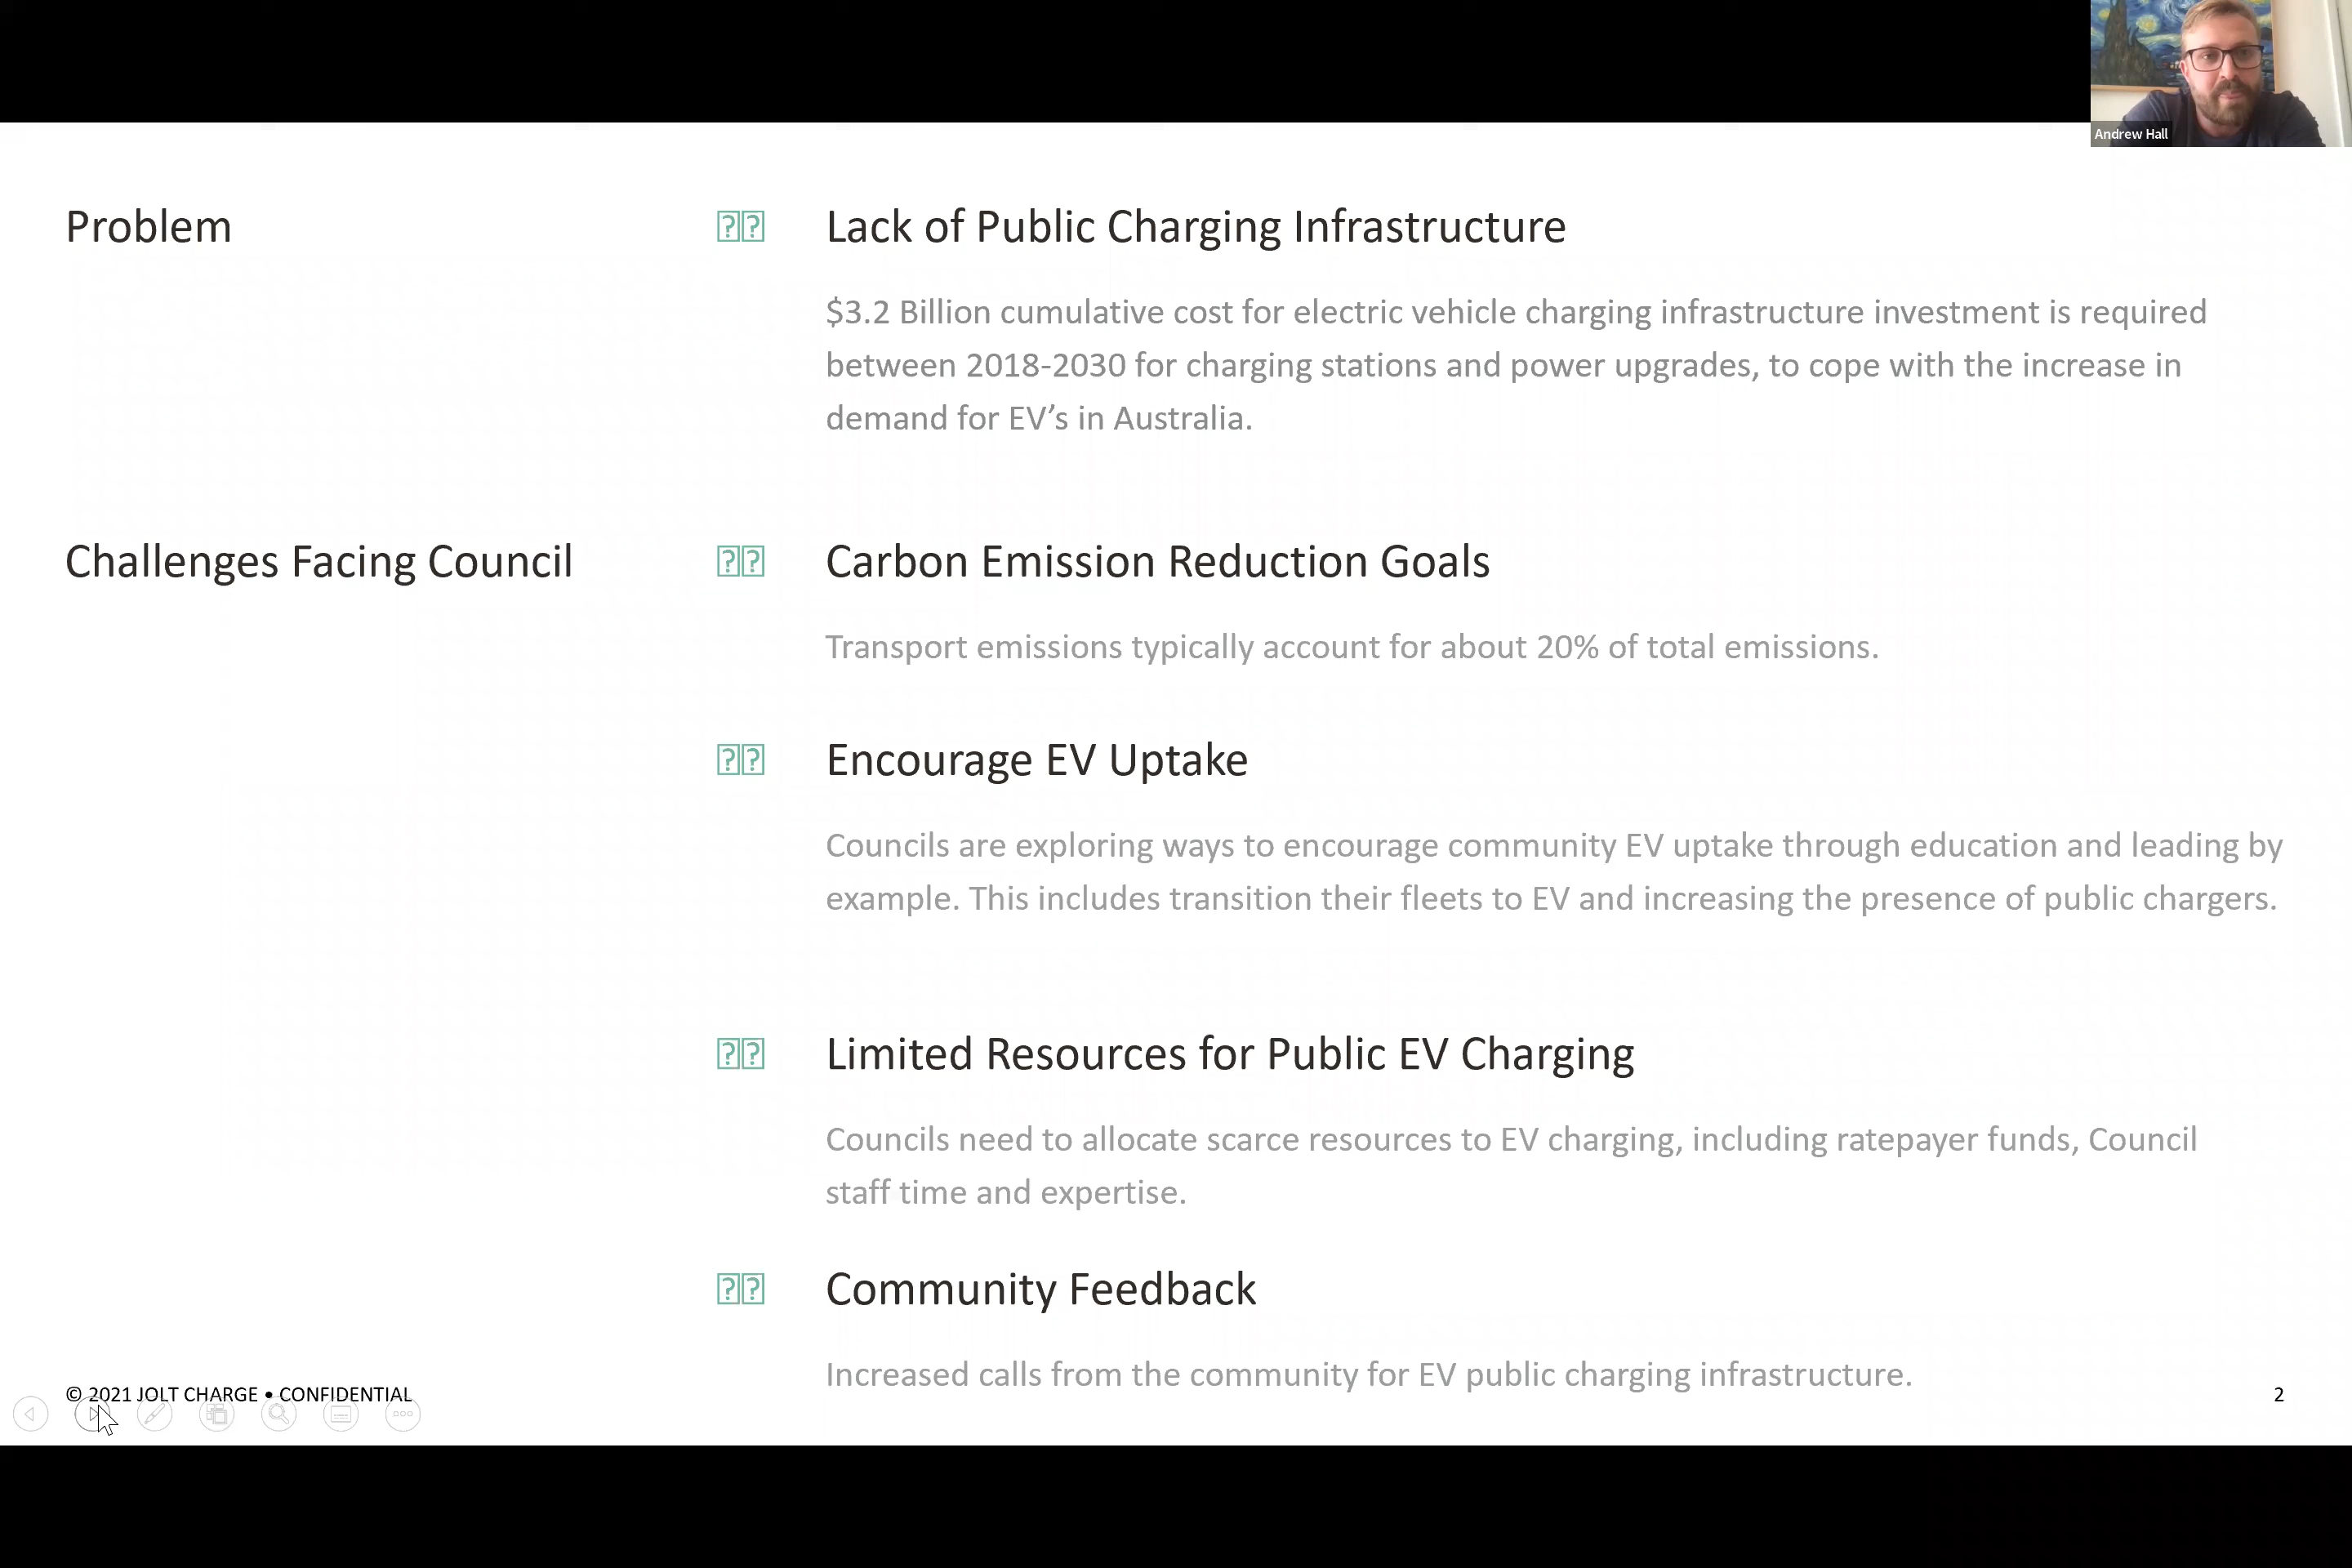 Andrew Hall
Problem
⍰⍰ Lack of Public Charging Infrastructure
$3.2 Billion cumulative cost for electric vehicle charging infrastructure investment is required
between 2018-2030 for charging stations and power upgrades, to cope with the increase in
demand for EV’s in Australia.
Challenges Facing Council
⍰⍰ Carbon Emission Reduction Goals
Transport emissions typically account for about 20% of total emissions.
⍰⍰ Encourage EV Uptake
Councils are exploring ways to encourage community EV uptake through education and leading by
example. This includes transition their fleets to EV and increasing the presence of public chargers.
⍰⍰ Limited Resources for Public EV Charging
Councils need to allocate scarce resources to EV charging, including ratepayer funds, Council
staff time and expertise.
⍰⍰ Community Feedback
Increased calls from the community for EV public charging infrastructure.
© 2021 JOLT CHARGE • CONFIDENTIAL
2